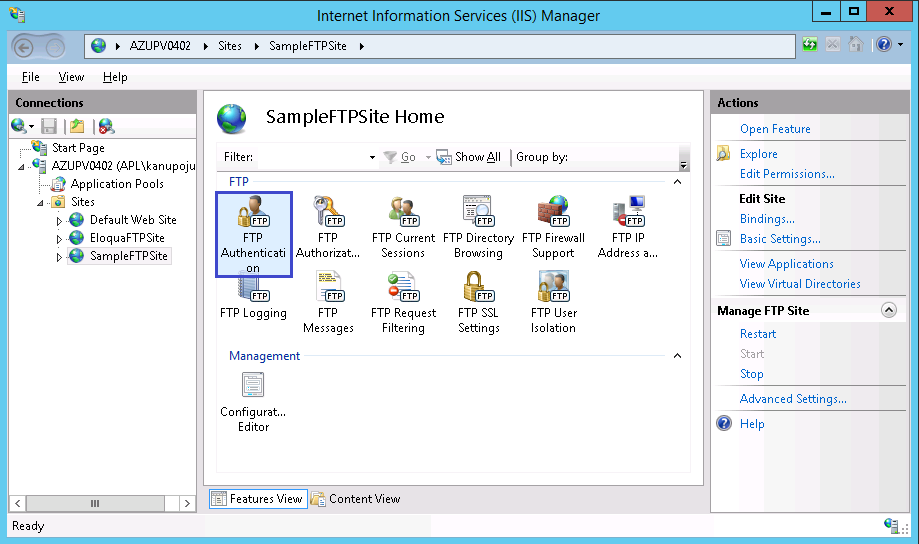 Internet Information Services (IIS) Manager
AZUPV0402 Sites SampleFTPSite
File View Help
Connections
Start Page
AZUPV0402 (APL\kanupoju
Application Pools
Sites
Default Web Site
EloquaFTPSite
SampleFTPSite
SampleFTPSite Home
Filter: Go Show All Group by:
FTP
FTP Authenticati on
FTP Authorizat...
FTP Current Sessions
FTP Directory Browsing
FTP Firewall Support
FTP IP Address a...
FTP Logging
FTP Messages
FTP Request Filtering
FTP SSL Settings
FTP User Isolation
Management
Configurat... Editor
Features View Content View
Actions
Open Feature
Explore
Edit Permissions...
Edit Site
Bindings...
Basic Settings...
View Applications
View Virtual Directories
Manage FTP Site
Restart
Start
Stop
Advanced Settings...
Help
Ready